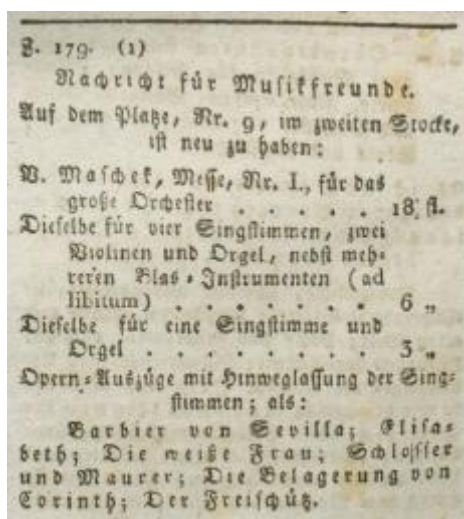 Z. 179. (1)
Nachricht für Musikfreunde.
Auf dem Platze, Nr. 9, im zweiten Stocke,
ist neu zu haben:
V. Maschek, Messe, Nr. I., für das
große Orchester . . . . . 18 fl.
Dieselbe für vier Singstimmen, zwei
Violinen und Orgel, nebst meh-
reren Blas-Instrumenten (ad
libitum) . . . . . . . 6 „
Dieselbe für eine Singstimme und
Orgel . . . . . . . . 3 „
Opern-Auszüge mit Hinweglassung der Sing-
stimmen; als:
Barbier von Sevilla; Elisa-
beth; Die weiße Frau; Schlosser
und Maurer; Die Belagerung von
Corinth; Der Freischütz.